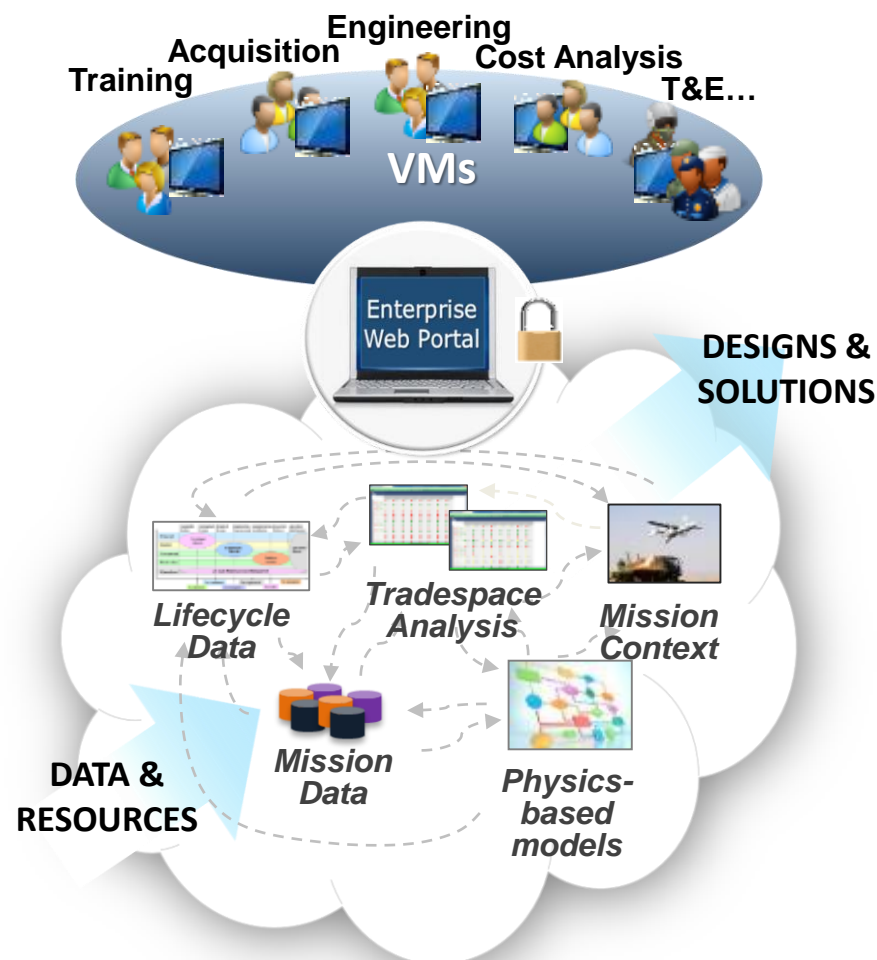 Engineering
Acquisition
Cost Analysis
Training
T&E…
VMs
Enterprise
Web Portal
DESIGNS &
SOLUTIONS
Lifecycle
Data
Tradespace
Analysis
Mission
Context
Mission
Data
Physics-
based
models
DATA &
RESOURCES